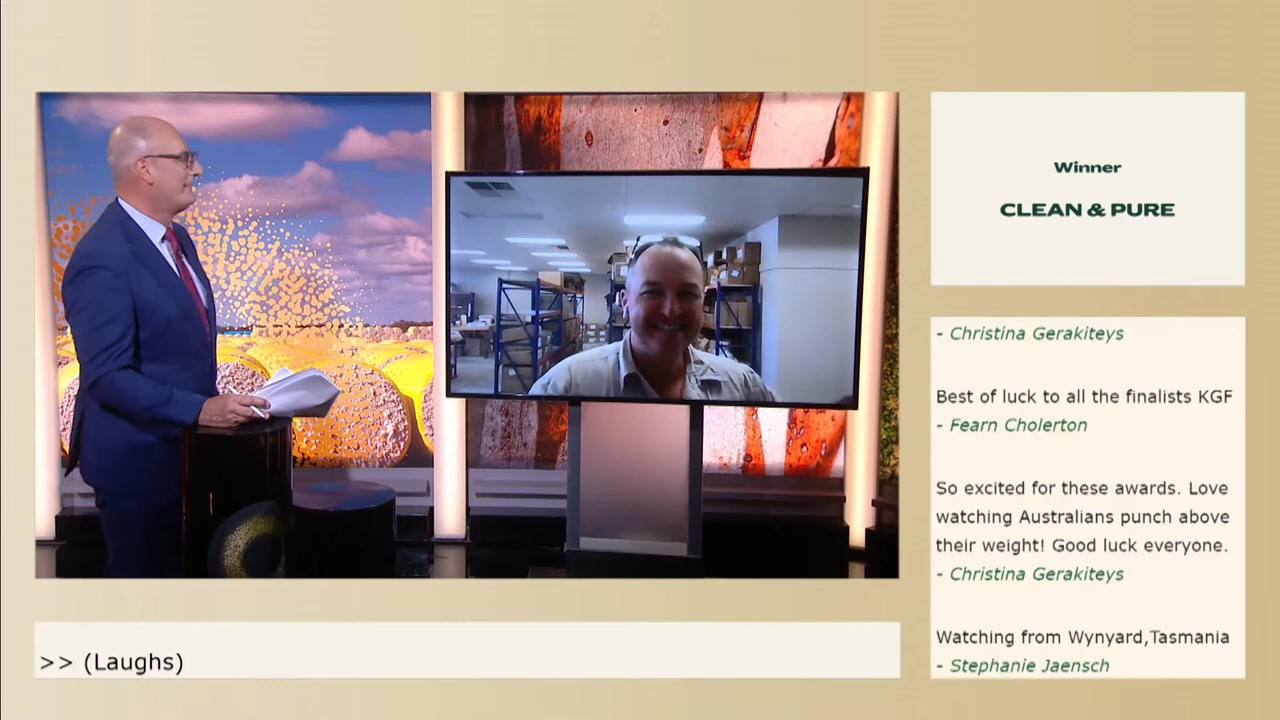 Winner
CLEAN & PURE
- Christina Gerakiteys
Best of luck to all the finalists KGF
- Fearn Cholerton
So excited for these awards. Love
watching Australians punch above
their weight! Good luck everyone.
- Christina Gerakiteys
Watching from Wynyard,Tasmania
- Stephanie Jaensch
>> (Laughs)